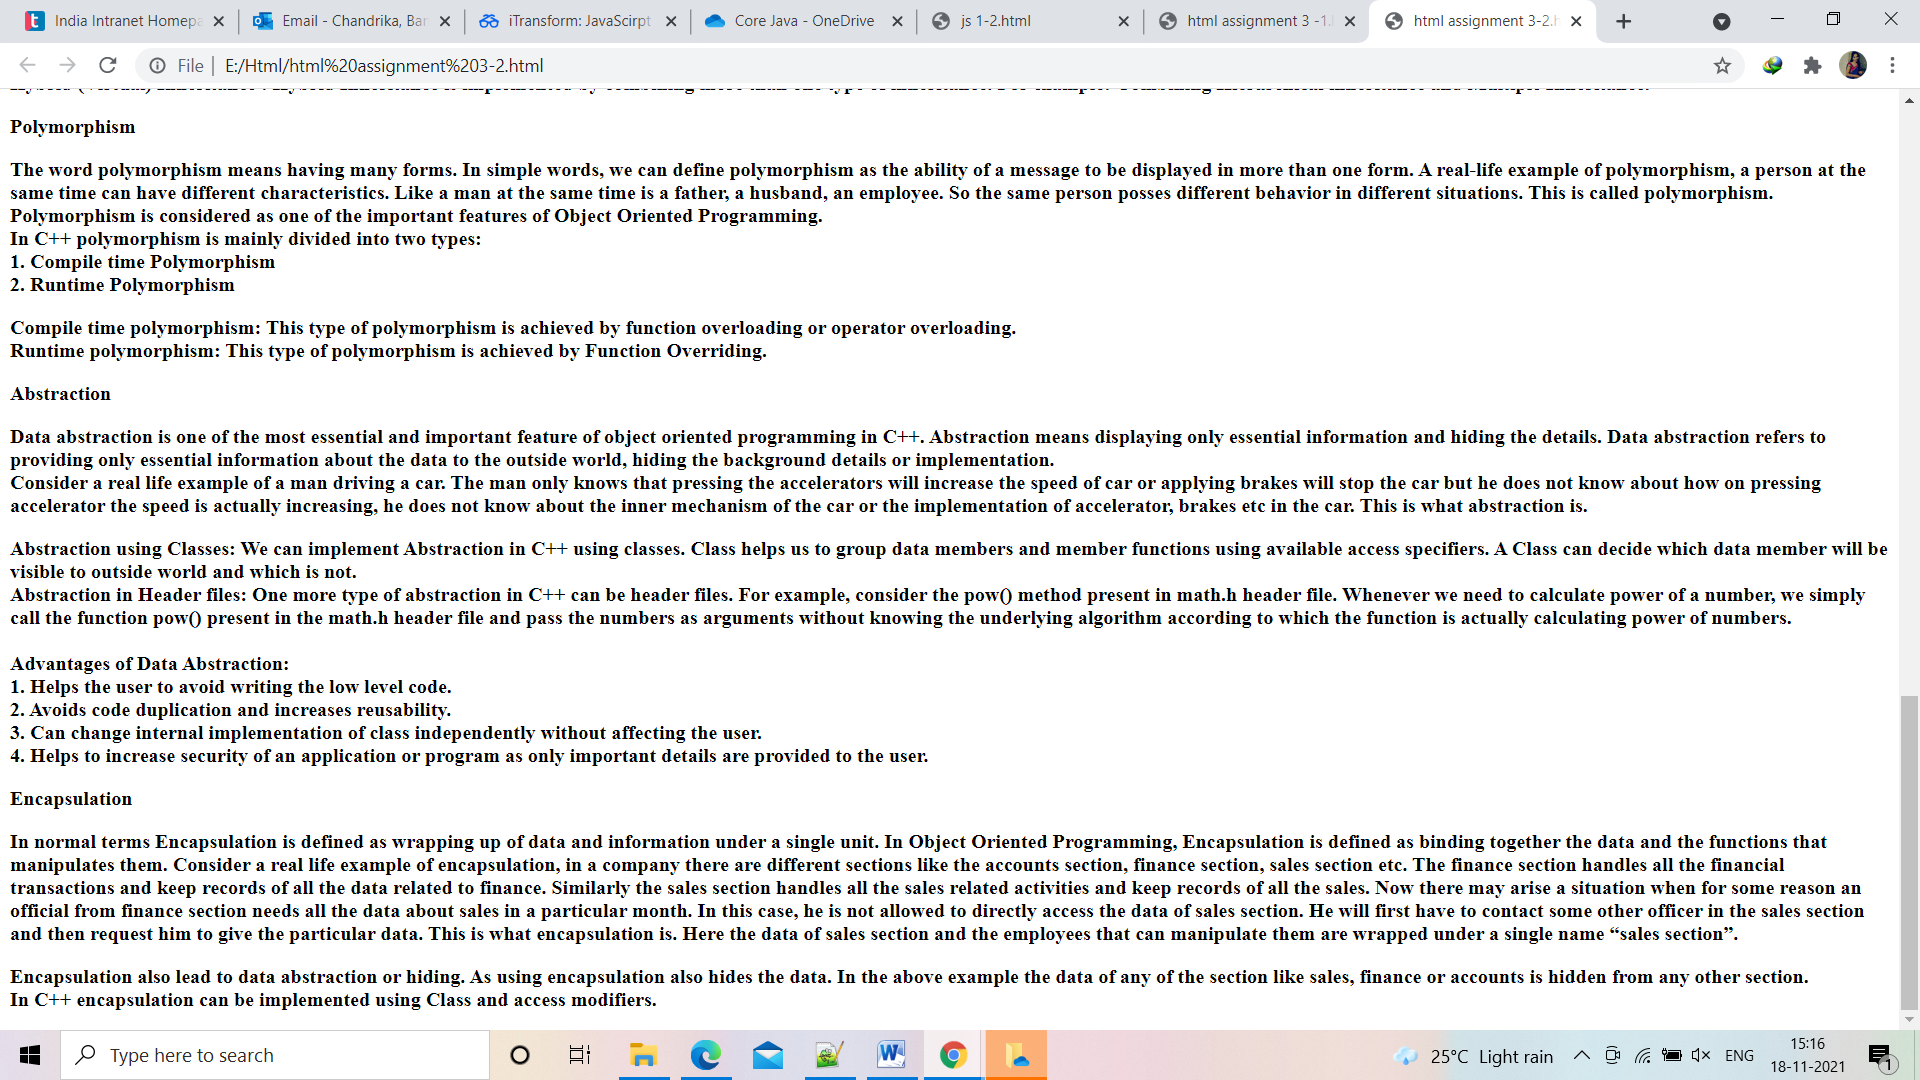 India Intranet Homepa
Email - Chandrika, Ban
iTransform: JavaScirpt
Core Java - OneDrive
js 1-2.html
html assignment 3 -1.
html assignment 3-2.h
File
E:/Html/html%20assignment%203-2.html
Polymorphism
The word polymorphism means having many forms. In simple words, we can define polymorphism as the ability of a message to be displayed in more than one form. A real-life example of polymorphism, a person at the
same time can have different characteristics. Like a man at the same time is a father, a husband, an employee. So the same person posses different behavior in different situations. This is called polymorphism.
Polymorphism is considered as one of the important features of Object Oriented Programming.
In C++ polymorphism is mainly divided into two types:
1. Compile time Polymorphism
2. Runtime Polymorphism
Compile time polymorphism: This type of polymorphism is achieved by function overloading or operator overloading.
Runtime polymorphism: This type of polymorphism is achieved by Function Overriding.
Abstraction
Data abstraction is one of the most essential and important feature of object oriented programming in C++. Abstraction means displaying only essential information and hiding the details. Data abstraction refers to
providing only essential information about the data to the outside world, hiding the background details or implementation.
Consider a real life example of a man driving a car. The man only knows that pressing the accelerators will increase the speed of car or applying brakes will stop the car but he does not know about how on pressing
accelerator the speed is actually increasing, he does not know about the inner mechanism of the car or the implementation of accelerator, brakes etc in the car. This is what abstraction is.
Abstraction using Classes: We can implement Abstraction in C++ using classes. Class helps us to group data members and member functions using available access specifiers. A Class can decide which data member will be
visible to outside world and which is not.
Abstraction in Header files: One more type of abstraction in C++ can be header files. For example, consider the pow() method present in math.h header file. Whenever we need to calculate power of a number, we simply
call the function pow() present in the math.h header file and pass the numbers as arguments without knowing the underlying algorithm according to which the function is actually calculating power of numbers.
Advantages of Data Abstraction:
1. Helps the user to avoid writing the low level code.
2. Avoids code duplication and increases reusability.
3. Can change internal implementation of class independently without affecting the user.
4. Helps to increase security of an application or program as only important details are provided to the user.
Encapsulation
In normal terms Encapsulation is defined as wrapping up of data and information under a single unit. In Object Oriented Programming, Encapsulation is defined as binding together the data and the functions that
manipulates them. Consider a real life example of encapsulation, in a company there are different sections like the accounts section, finance section, sales section etc. The finance section handles all the financial
transactions and keep records of all the data related to finance. Similarly the sales section handles all the sales related activities and keep records of all the sales. Now there may arise a situation when for some reason an
official from finance section needs all the data about sales in a particular month. In this case, he is not allowed to directly access the data of sales section. He will first have to contact some other officer in the sales section
and then request him to give the particular data. This is what encapsulation is. Here the data of sales section and the employees that can manipulate them are wrapped under a single name “sales section”.
Encapsulation also lead to data abstraction or hiding. As using encapsulation also hides the data. In the above example the data of any of the section like sales, finance or accounts is hidden from any other section.
In C++ encapsulation can be implemented using Class and access modifiers.
Type here to search
25°C Light rain
ENG
15:16
18-11-2021
1